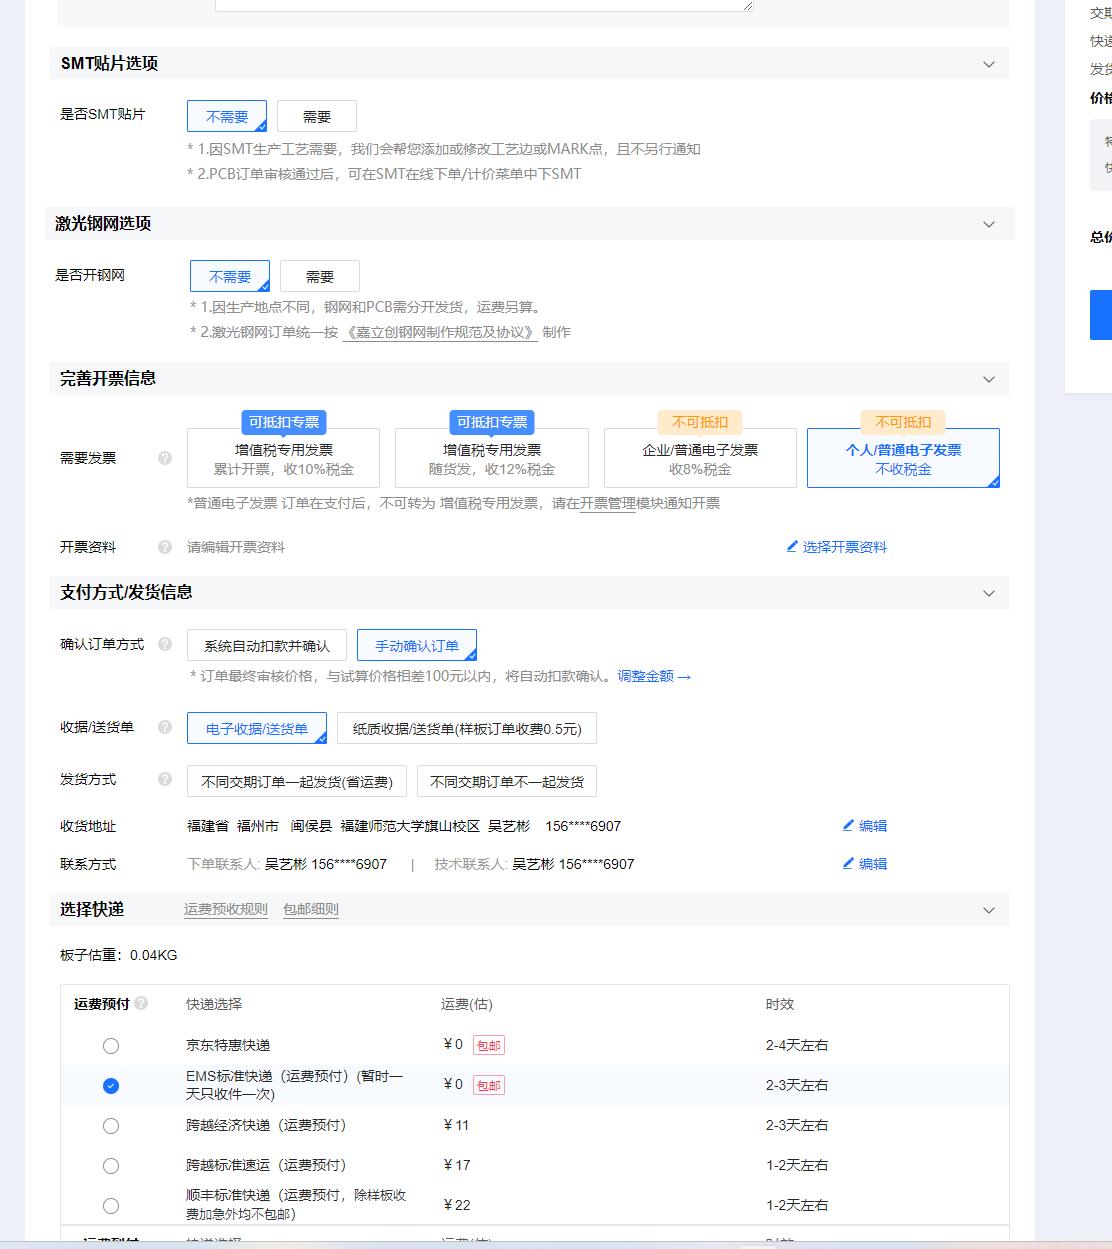 交期
快递
发货
SMT贴片选项
是否SMT贴片
不需要
需要
* 1.因SMT生产工艺需要，我们会帮您添加或修改工艺边或MARK点，且不另行通知
* 2.PCB订单审核通过后，可在SMT在线下单/计价菜单中下SMT
价格
特
快
激光钢网选项
总价
是否开钢网
不需要
需要
* 1.因生产地点不同，钢网和PCB需分开发货，运费另算。
* 2.激光钢网订单统一按 《嘉立创钢网制作规范及协议》 制作
完善开票信息
需要发票
?
可抵扣专票
增值税专用发票
累计开票，收10%税金
可抵扣专票
增值税专用发票
随货发，收12%税金
不可抵扣
企业/普通电子发票
收8%税金
不可抵扣
个人/普通电子发票
不收税金
*普通电子发票 订单在支付后，不可转为 增值税专用发票，请在开票管理模块通知开票
开票资料
?
请编辑开票资料
选择开票资料
支付方式/发货信息
确认订单方式
?
系统自动扣款并确认
手动确认订单
* 订单最终审核价格，与试算价格相差100元以内，将自动扣款确认。调整金额 →
收据/送货单
?
电子收据/送货单
纸质收据/送货单(样板订单收费0.5元)
发货方式
?
不同交期订单一起发货(省运费)
不同交期订单不一起发货
收货地址
福建省 福州市 闽侯县 福建师范大学旗山校区 吴艺彬 156****6907
编辑
联系方式
下单联系人: 吴艺彬 156****6907 | 技术联系人: 吴艺彬 156****6907
编辑
选择快递 运费预收规则 包邮细则
板子估重：0.04KG
运费预付 ? 快递选择 运费(估) 时效
京东特惠快递 ￥0 包邮 2-4天左右
EMS标准快递（运费预付）(暂时一
天只收件一次)
￥0 包邮 2-3天左右
跨越经济快递（运费预付） ￥11 2-3天左右
跨越标准速运（运费预付） ￥17 1-2天左右
顺丰标准快递（运费预付，除样板收
费加急外均不包邮）
￥22 1-2天左右